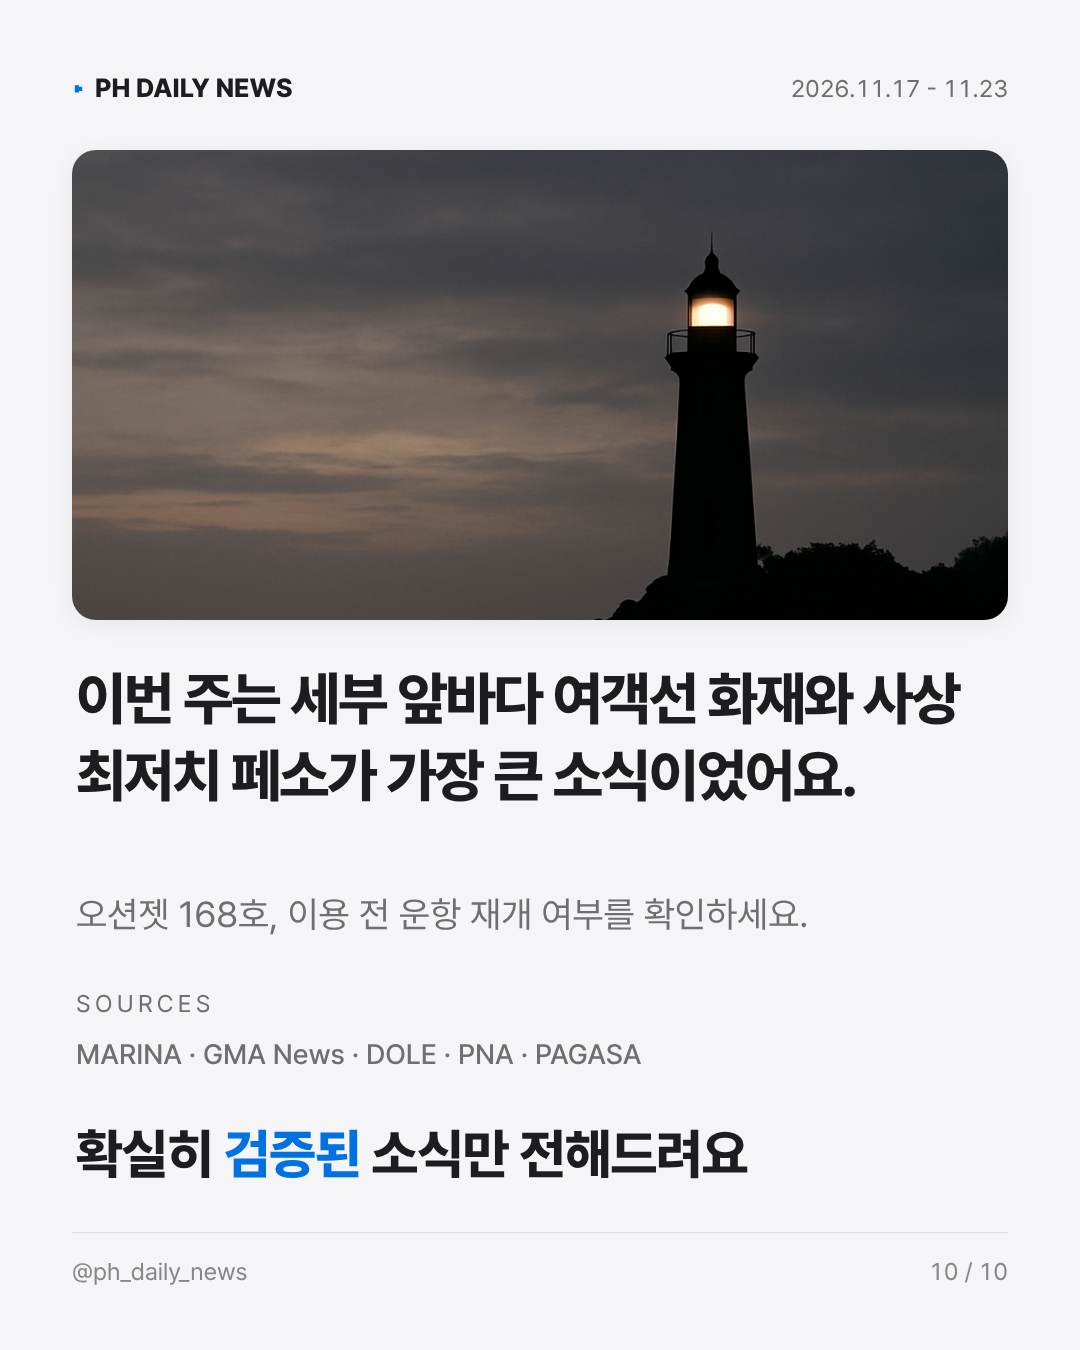 PH DAILY NEWS
2026.11.17 - 11.23
이번 주는 세부 앞바다 여객선 화재와 사상
최저치 페소가 가장 큰 소식이었어요.
오션젯 168호, 이용 전 운항 재개 여부를 확인하세요.
SOURCES
MARINA · GMA News · DOLE · PNA · PAGASA
확실히 검증된 소식만 전해드려요
@ph_daily_news
10 / 10